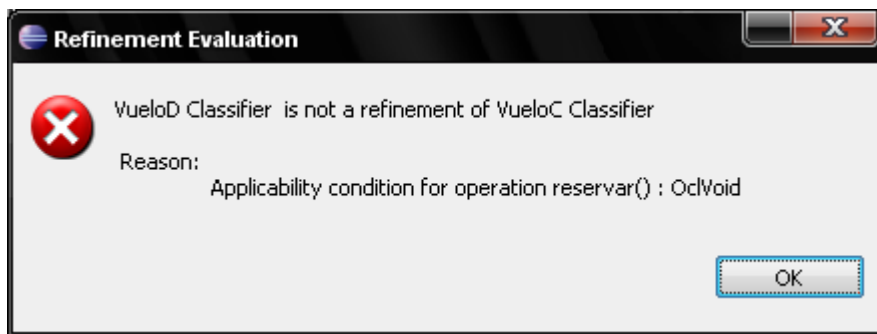 Refinement Evaluation
VueloD Classifier is not a refinement of VueloC Classifier
Reason:
Applicability condition for operation reservar() : OclVoid
OK